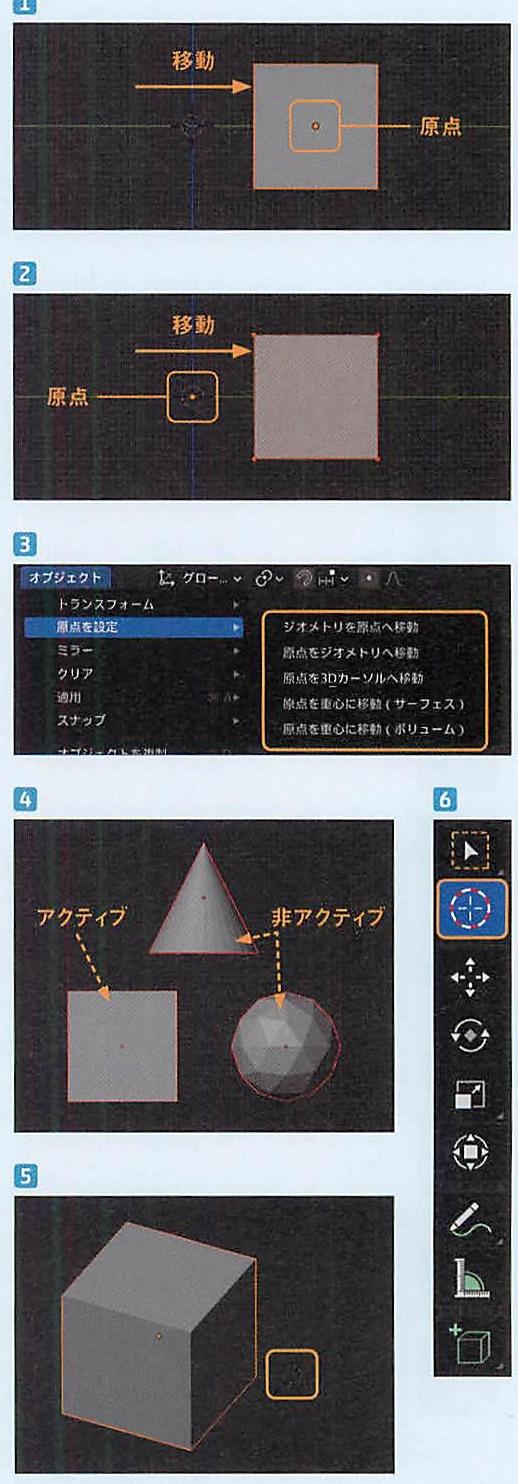 1
移動
原点
2
移動
原点
3
オブジェクト
グロー...
トランスフォーム
原点を設定
ミラー
クリア
適用
スナップ
オブジェクトを複製
ジオメトリを原点へ移動
原点をジオメトリへ移動
原点を3Dカーソルへ移動
原点を重心に移動 ( サーフェス )
原点を重心に移動 ( ボリューム )
4
アクティブ
非アクティブ
5
6